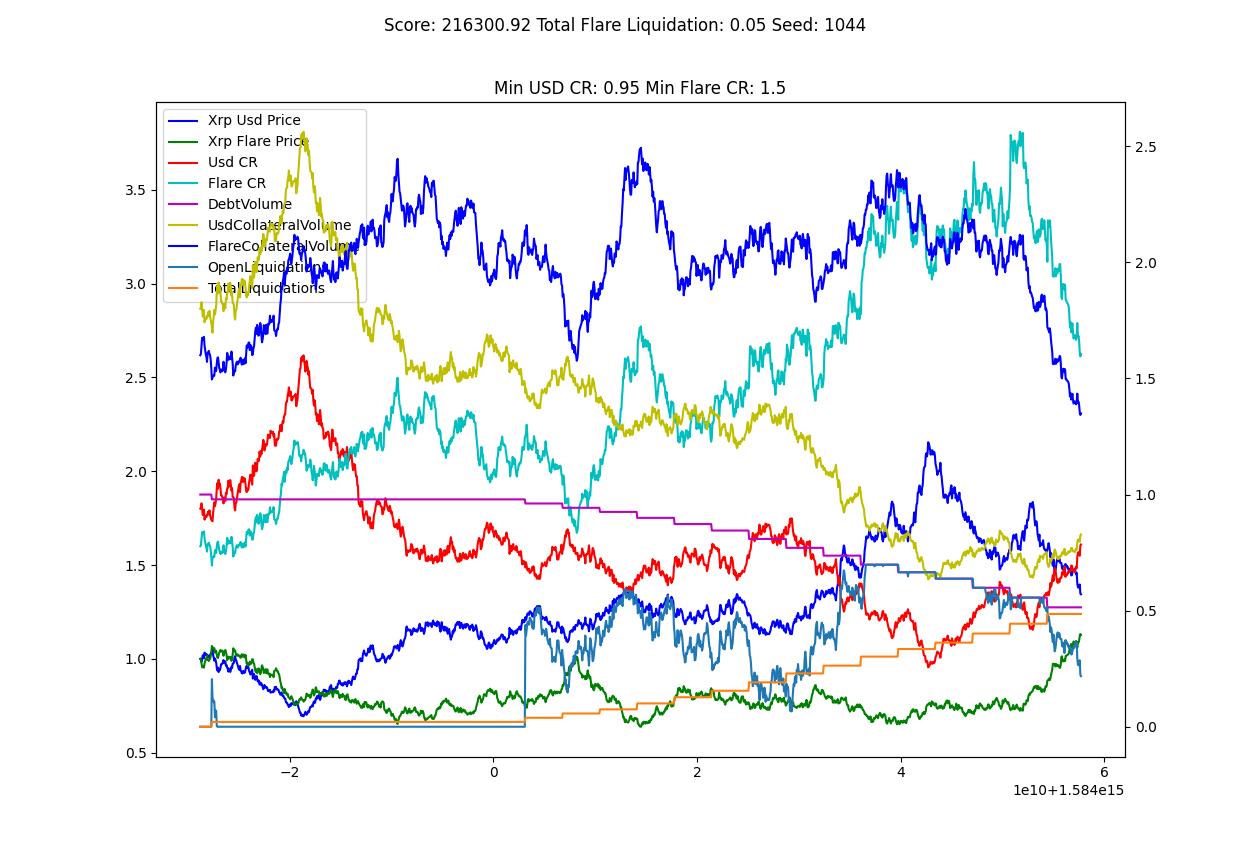 Score: 216300.92 Total Flare Liquidation: 0.05 Seed: 1044
Min USD CR: 0.95 Min Flare CR: 1.5
Xrp Usd Price
Xrp Flare Price
Usd CR
Flare CR
DebtVolume
UsdCollateralVolume
FlareCollateralVolume
OpenLiquidations
TotalLiquidations
3.5
3.0
2.5
2.0
1.5
1.0
0.5
2.5
2.0
1.5
1.0
0.5
0.0
−2
0
2
4
6
1e10+1.584e15